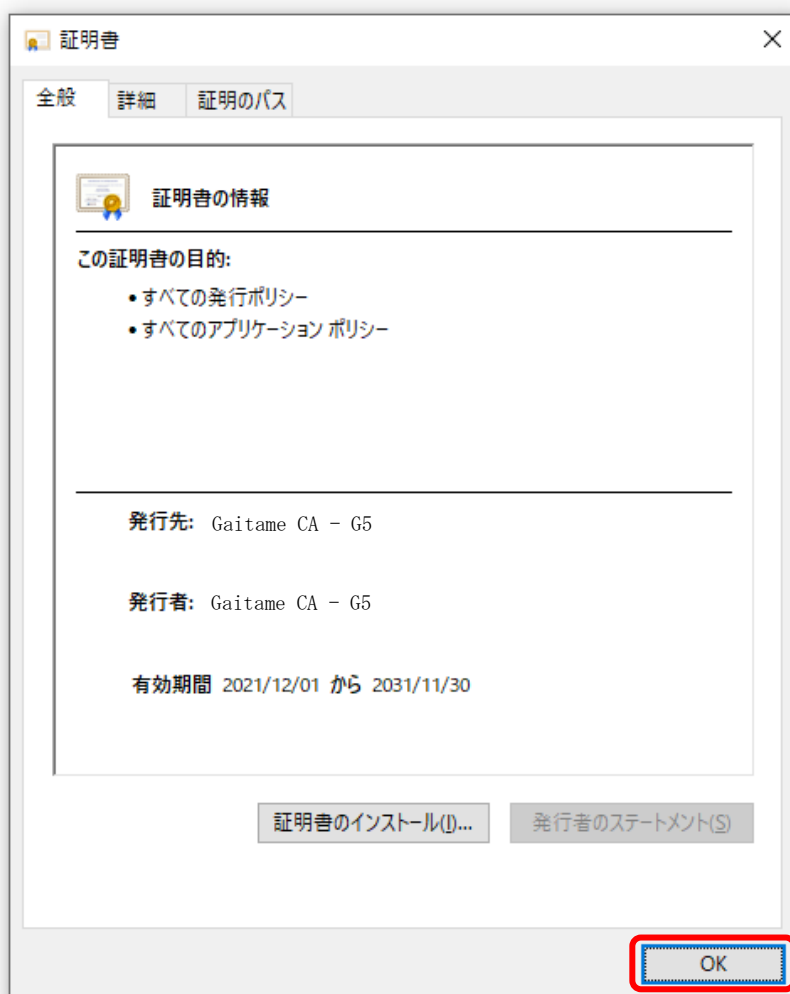 証明書
全般 詳細 証明のパス
証明書の情報
この証明書の目的:
• すべての発行ポリシー
• すべてのアプリケーション ポリシー
発行先: Gaitame CA - G5
発行者: Gaitame CA - G5
有効期間 2021/12/01 から 2031/11/30
証明書のインストール(I)... 発行者のステートメント(S)
OK